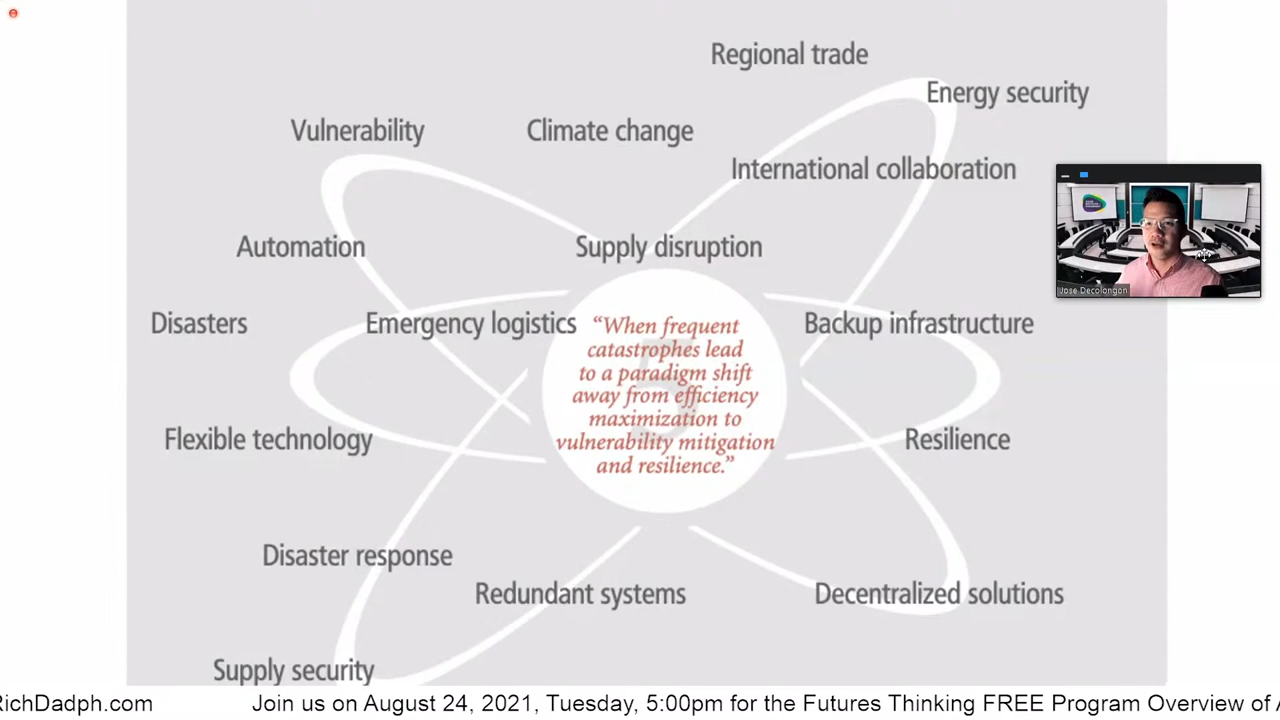 Regional trade
Energy security
Vulnerability
Climate change
International collaboration
Automation
Supply disruption
Disasters
Emergency logistics
Backup infrastructure
5
“When frequent
catastrophes lead
to a paradigm shift
away from efficiency
maximization to
vulnerability mitigation
and resilience.”
Flexible technology
Resilience
Disaster response
Redundant systems
Decentralized solutions
Supply security
Jose Decolongon
RichDadph.com Join us on August 24, 2021, Tuesday, 5:00pm for the Futures Thinking FREE Program Overview of